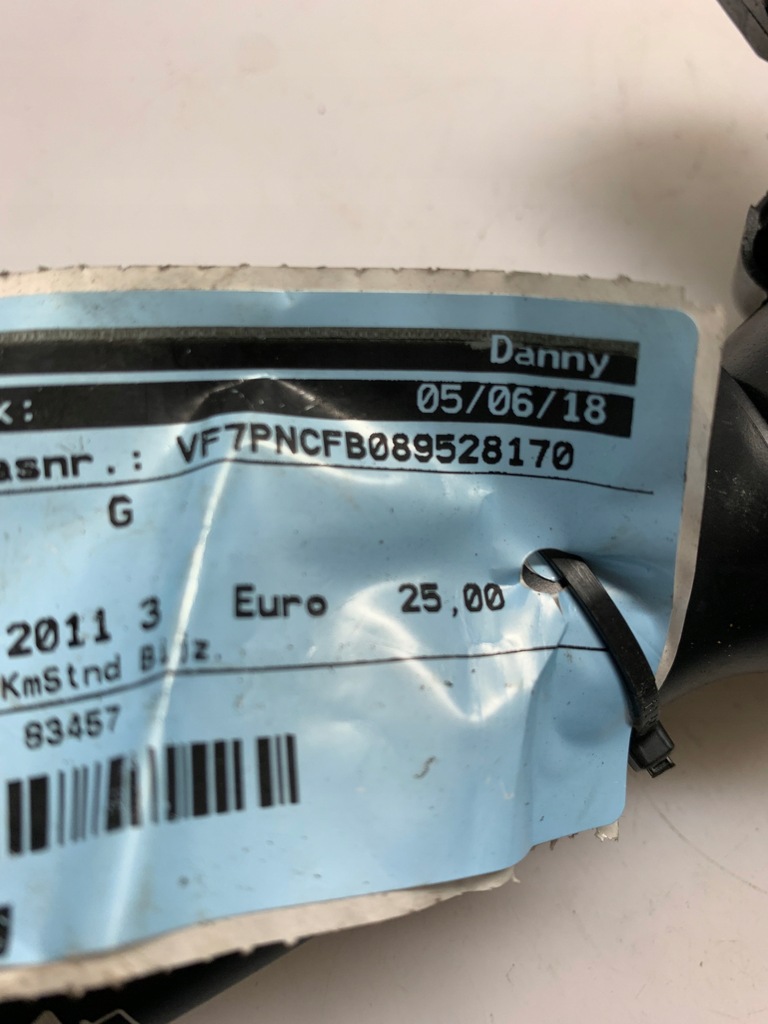 Danny
x: 05/06/18
asnr.: VF7PNCFB089528170
G
2011 3 Euro 25,00
KmStnd
83457